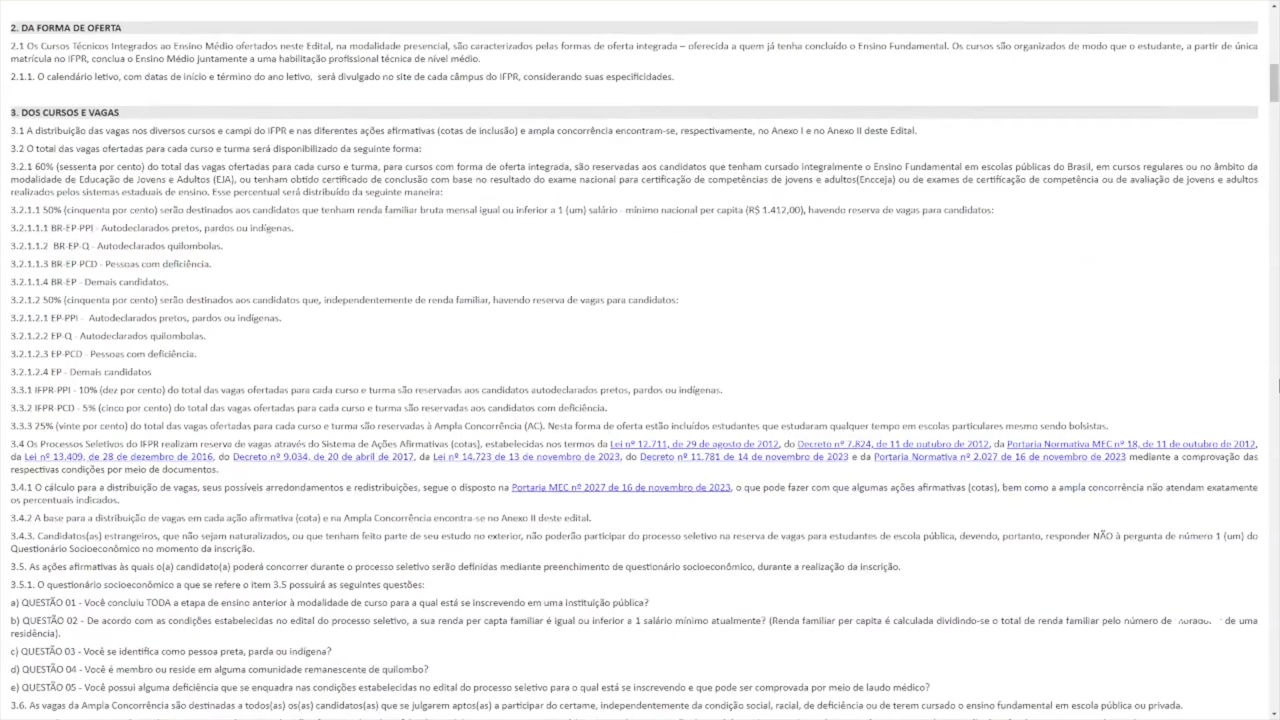 2. DA FORMA DE OFERTA
2.1 Os Cursos Técnicos Integrados ao Ensino Médio ofertados neste Edital, na modalidade presencial, são caracterizados pelas formas de oferta integrada – oferecida a quem já tenha concluído o Ensino Fundamental. Os cursos são organizados de modo que o estudante, a partir de única
matrícula no IFPR, conclua o Ensino Médio juntamente a uma habilitação profissional técnica de nível médio.
2.1.1. O calendário letivo, com datas de início e término do ano letivo, será divulgado no site de cada câmpus do IFPR, considerando suas especificidades.
3. DOS CURSOS E VAGAS
3.1 A distribuição das vagas nos diversos cursos e campi do IFPR e nas diferentes ações afirmativas (cotas de inclusão) e ampla concorrência encontram-se, respectivamente, no Anexo I e no Anexo II deste Edital.
3.2 O total das vagas ofertadas para cada curso e turma será disponibilizado da seguinte forma:
3.2.1 60% (sessenta por cento) do total das vagas ofertadas para cada curso e turma, para cursos com forma de oferta integrada, são reservadas aos candidatos que tenham cursado integralmente o Ensino Fundamental em escolas públicas do Brasil, em cursos regulares ou no âmbito da
modalidade de Educação de Jovens e Adultos (EJA), ou tenham obtido certificado de conclusão com base no resultado do exame nacional para certificação de competências de jovens e adultos(Encceja) ou de exames de certificação de competência ou de avaliação de jovens e adultos
realizados pelos sistemas estaduais de ensino. Esse percentual será distribuído da seguinte maneira:
3.2.1.1 50% (cinquenta por cento) serão destinados aos candidatos que tenham renda familiar bruta mensal igual ou inferior a 1 (um) salário - mínimo nacional per capita (R$ 1.412,00), havendo reserva de vagas para candidatos:
3.2.1.1.1 BR-EP-PPI - Autodeclarados pretos, pardos ou indígenas.
3.2.1.1.2 BR-EP-Q - Autodeclarados quilombolas.
3.2.1.1.3 BR-EP-PCD - Pessoas com deficiência.
3.2.1.1.4 BR-EP - Demais candidatos.
3.2.1.2 50% (cinquenta por cento) serão destinados aos candidatos que, independentemente de renda familiar, havendo reserva de vagas para candidatos:
3.2.1.2.1 EP-PPI - Autodeclarados pretos, pardos ou indígenas.
3.2.1.2.2 EP-Q - Autodeclarados quilombolas.
3.2.1.2.3 EP-PCD - Pessoas com deficiência.
3.2.1.2.4 EP - Demais candidatos
3.3.1 IFPR-PPI - 10% (dez por cento) do total das vagas ofertadas para cada curso e turma são reservadas aos candidatos autodeclarados pretos, pardos ou indígenas.
3.3.2 IFPR-PCD - 5% (cinco por cento) do total das vagas ofertadas para cada curso e turma são reservadas aos candidatos com deficiência.
3.3.3 25% (vinte por cento) do total das vagas ofertadas para cada curso e turma são reservadas à Ampla Concorrência (AC). Nesta forma de oferta estão incluídos estudantes que estudaram qualquer tempo em escolas particulares mesmo sendo bolsistas.
3.4 Os Processos Seletivos do IFPR realizam reserva de vagas através do Sistema de Ações Afirmativas (cotas), estabelecidas nos termos da Lei nº 12.711, de 29 de agosto de 2012, do Decreto nº 7.824, de 11 de outubro de 2012, da Portaria Normativa MEC nº 18, de 11 de outubro de 2012,
da Lei nº 13.409, de 28 de dezembro de 2016, do Decreto nº 9.034, de 20 de abril de 2017, da Lei nº 14.723 de 13 de novembro de 2023, do Decreto nº 11.781 de 14 de novembro de 2023 e da Portaria Normativa nº 2.027 de 16 de novembro de 2023 mediante a comprovação das
respectivas condições por meio de documentos.
3.4.1 O cálculo para a distribuição de vagas, seus possíveis arredondamentos e redistribuições, segue o disposto na Portaria MEC nº 2027 de 16 de novembro de 2023, o que pode fazer com que algumas ações afirmativas (cotas), bem como a ampla concorrência não atendam exatamente
os percentuais indicados.
3.4.2 A base para a distribuição de vagas em cada ação afirmativa (cota) e na Ampla Concorrência encontra-se no Anexo II deste edital.
3.4.3. Candidatos(as) estrangeiros, que não sejam naturalizados, ou que tenham feito parte de seu estudo no exterior, não poderão participar do processo seletivo na reserva de vagas para estudantes de escola pública, devendo, portanto, responder NÃO à pergunta de número 1 (um) do
Questionário Socioeconômico no momento da inscrição.
3.5. As ações afirmativas às quais o(a) candidato(a) poderá concorrer durante o processo seletivo serão definidas mediante preenchimento de questionário socioeconômico, durante a realização da inscrição.
3.5.1. O questionário socioeconômico a que se refere o item 3.5 possuirá as seguintes questões:
a) QUESTÃO 01 - Você concluiu TODA a etapa de ensino anterior à modalidade de curso para a qual está se inscrevendo em uma instituição pública?
b) QUESTÃO 02 - De acordo com as condições estabelecidas no edital do processo seletivo, a sua renda per capta familiar é igual ou inferior a 1 salário mínimo atualmente? (Renda familiar per capita é calculada dividindo-se o total de renda familiar pelo número de de uma
residência).
c) QUESTÃO 03 - Você se identifica como pessoa preta, parda ou indígena?
d) QUESTÃO 04 - Você é membro ou reside em alguma comunidade remanescente de quilombo?
e) QUESTÃO 05 - Você possui alguma deficiência que se enquadra nas condições estabelecidas no edital do processo seletivo para o qual está se inscrevendo e que pode ser comprovada por meio de laudo médico?
3.6. As vagas da Ampla Concorrência são destinadas a todos(as) os(as) candidatos(as) que se julgarem aptos(as) a participar do certame, independentemente da condição social, racial, de deficiência ou de terem cursado o ensino fundamental em escola pública ou privada.